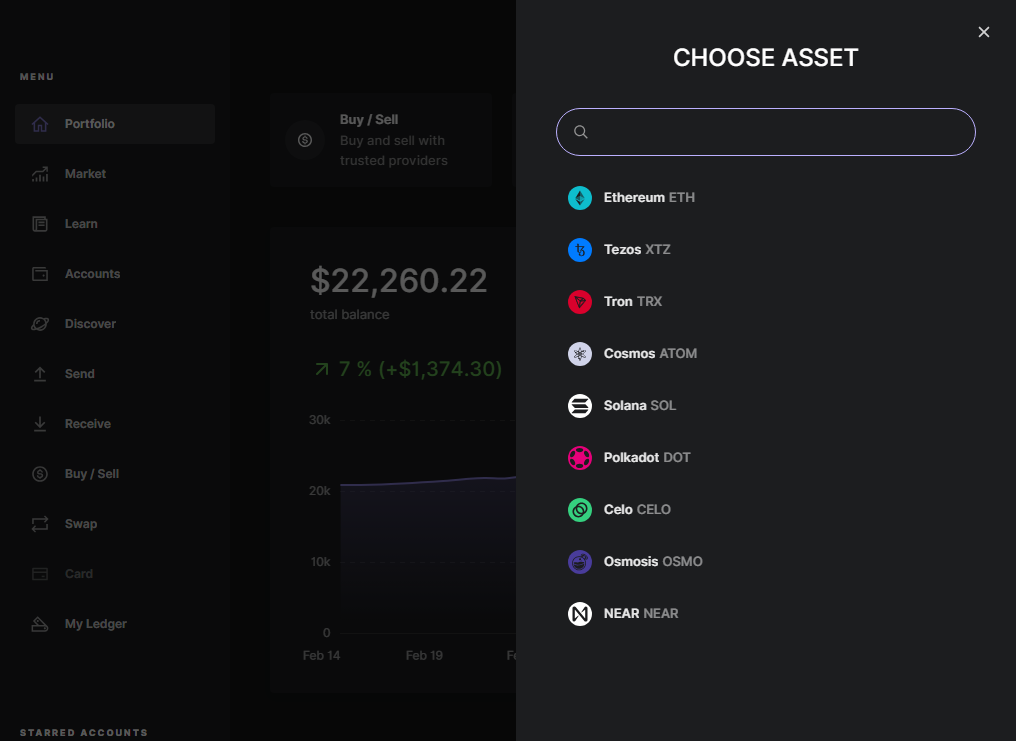 MENU
Portfolio
Market
Learn
Accounts
Discover
Send
Receive
Buy / Sell
Swap
Card
My Ledger
STARRED ACCOUNTS
Buy / Sell
Buy and sell with
trusted providers
$22,260.22
total balance
7 % (+$1,374.30)
30k
20k
10k
0
Feb 14
Feb 19
CHOOSE ASSET
Ethereum ETH
Tezos XTZ
Tron TRX
Cosmos ATOM
Solana SOL
Polkadot DOT
Celo CELO
Osmosis OSMO
NEAR NEAR